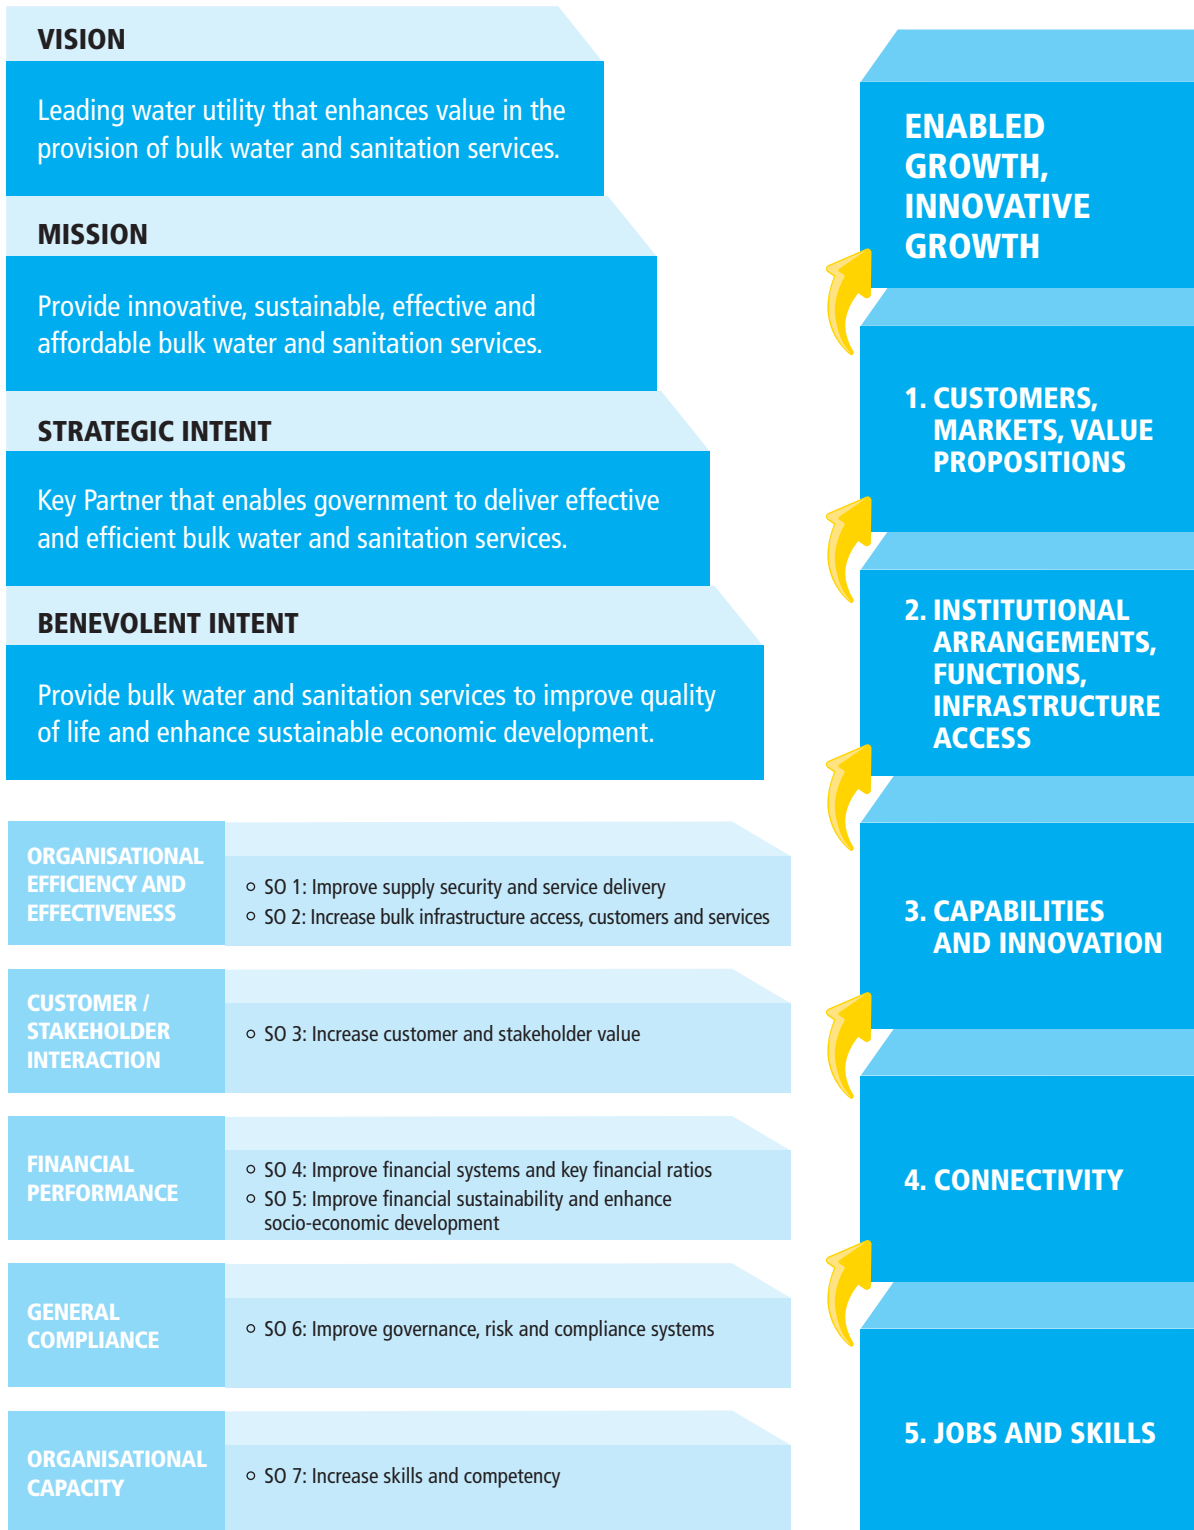 VISION
Leading water utility that enhances value in the
provision of bulk water and sanitation services.
MISSION
Provide innovative, sustainable, effective and
affordable bulk water and sanitation services.
STRATEGIC INTENT
Key Partner that enables government to deliver effective
and efficient bulk water and sanitation services.
BENEVOLENT INTENT
Provide bulk water and sanitation services to improve quality
of life and enhance sustainable economic development.
ORGANISATIONAL
EFFICIENCY AND
EFFECTIVENESS
SO 1: Improve supply security and service delivery
SO 2: Increase bulk infrastructure access, customers and services
CUSTOMER /
STAKEHOLDER
INTERACTION
SO 3: Increase customer and stakeholder value
FINANCIAL
PERFORMANCE
SO 4: Improve financial systems and key financial ratios
SO 5: Improve financial sustainability and enhance
socio-economic development
GENERAL
COMPLIANCE
SO 6: Improve governance, risk and compliance systems
ORGANISATIONAL
CAPACITY
SO 7: Increase skills and competency
ENABLED
GROWTH,
INNOVATIVE
GROWTH
1. CUSTOMERS,
MARKETS, VALUE
PROPOSITIONS
2. INSTITUTIONAL
ARRANGEMENTS,
FUNCTIONS,
INFRASTRUCTURE
ACCESS
3. CAPABILITIES
AND INNOVATION
4. CONNECTIVITY
5. JOBS AND SKILLS